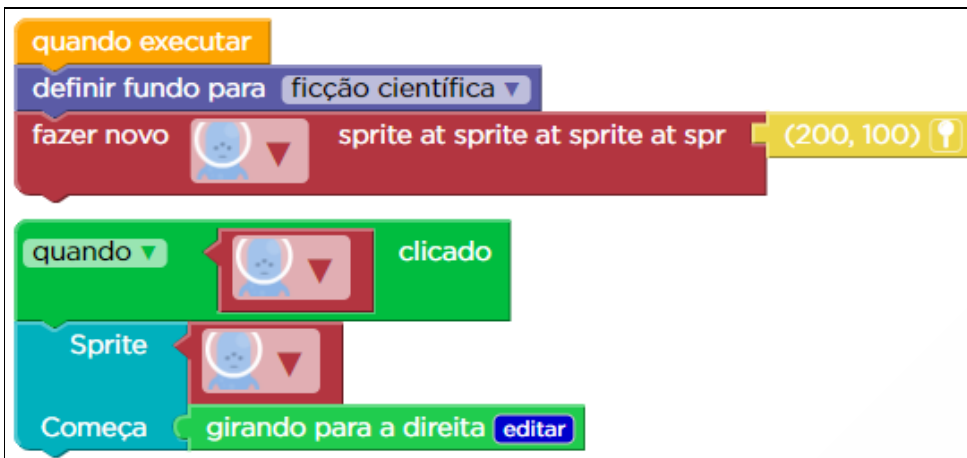 quando executar
definir fundo para ficção científica
fazer novo sprite at sprite at sprite at spr (200, 100)
quando clicado
Sprite
Começa girando para a direita editar